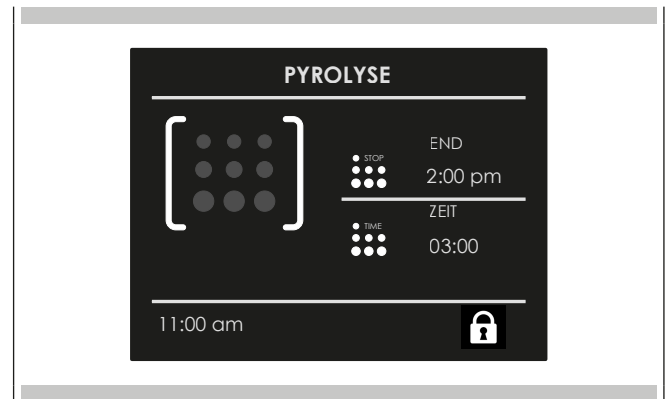 PYROLYSE
STOP
END
2:00 pm
TIME
ZEIT
03:00
11:00 am